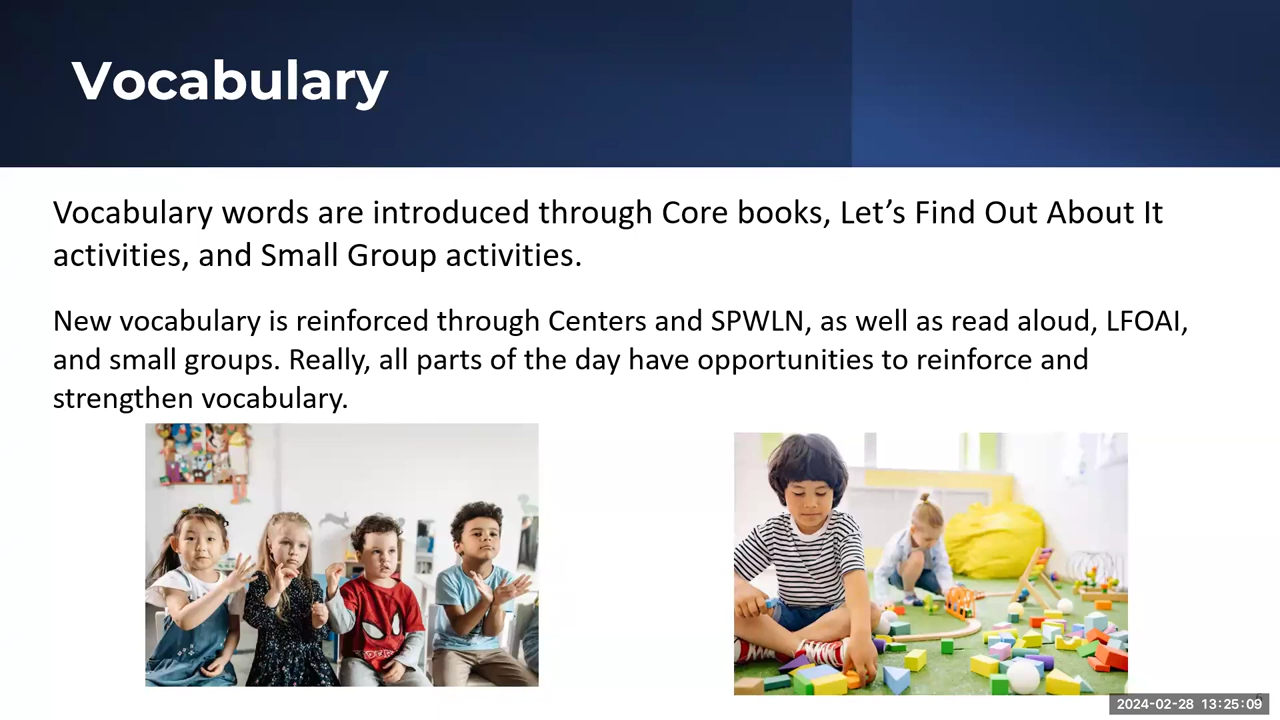 Vocabulary
Vocabulary words are introduced through Core books, Let’s Find Out About It
activities, and Small Group activities.
New vocabulary is reinforced through Centers and SPWLN, as well as read aloud, LFOAI,
and small groups. Really, all parts of the day have opportunities to reinforce and
strengthen vocabulary.
2024-02-28 13:25:09